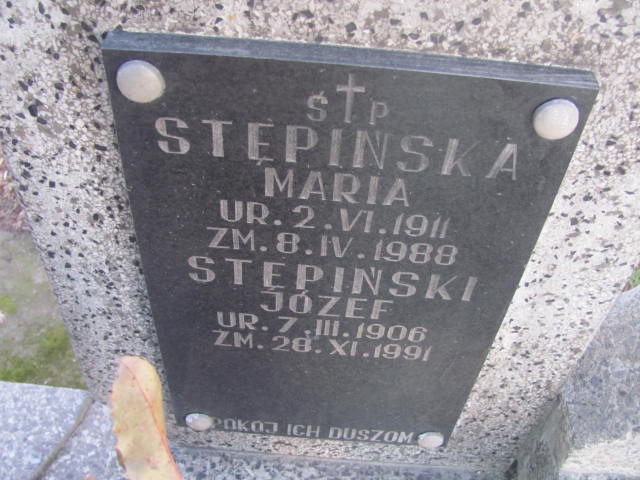 Ś†P
STĘPIŃSKA
MARIA
UR. 2. VI. 1911
ZM. 8. IV. 1988
STĘPIŃSKI
JÓZEF
UR. 7. III. 1906
ZM. 28. XI. 1991
POKÓJ ICH DUSZOM